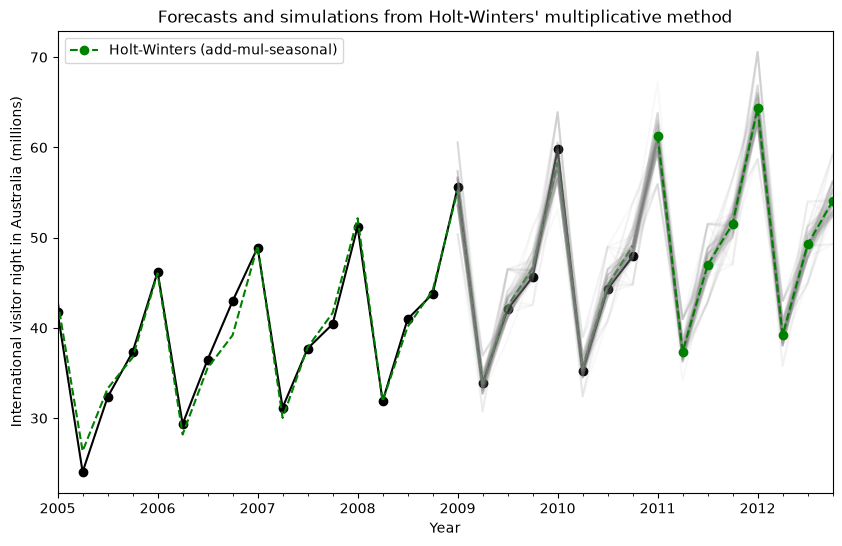 Forecasts and simulations from Holt-Winters' multiplicative method
Holt-Winters (add-mul-seasonal)
International visitor night in Australia (millions)
70
60
50
40
30
2005 2006 2007 2008 2009 2010 2011 2012
Year